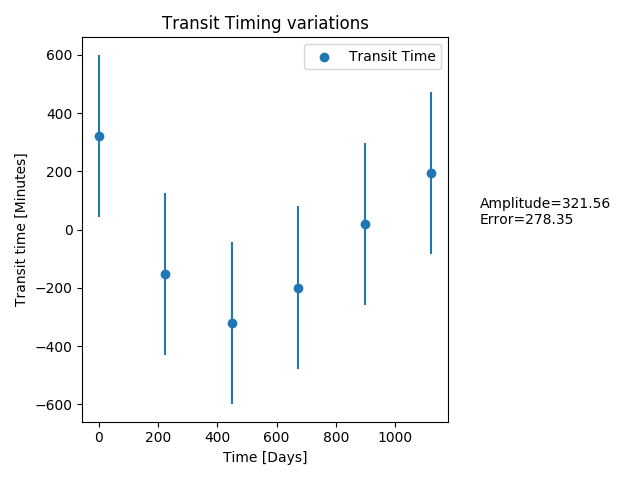 Transit Timing variations
Transit Time
600
400
200
0
−200
−400
−600
Transit time [Minutes]
Amplitude=321.56
Error=278.35
0
200
400
600
800
1000
Time [Days]